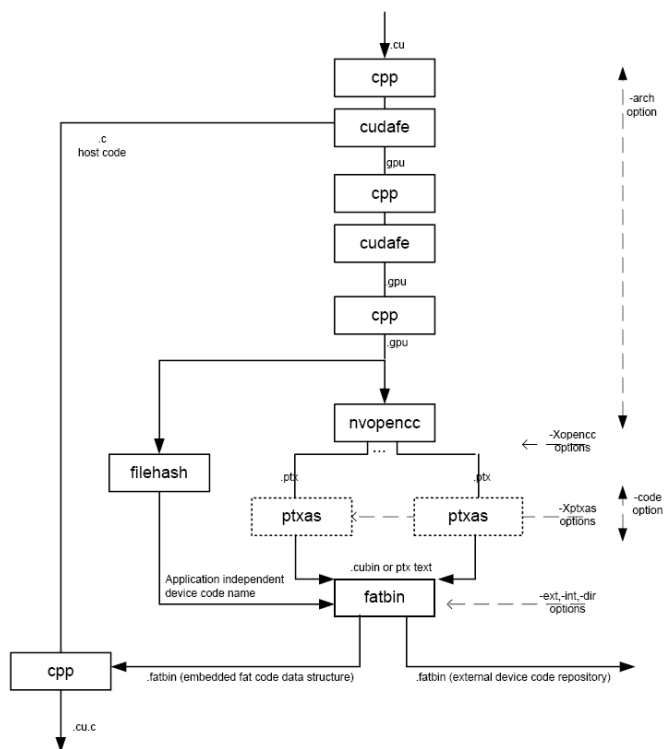 .cu
cpp
-arch
option
cudafe
.c
host code
.gpu
cpp
cudafe
.gpu
cpp
.gpu
nvopencc
...
-Xopencc
options
filehash
.ptx
.ptx
ptxas
ptxas
-Xptxas
options
-code
option
.cubin or ptx text
Application independent
device code name
fatbin
-ext,-int,-dir
options
cpp
.fatbin (embedded fat code data structure)
.fatbin (external device code repository)
.cu.c